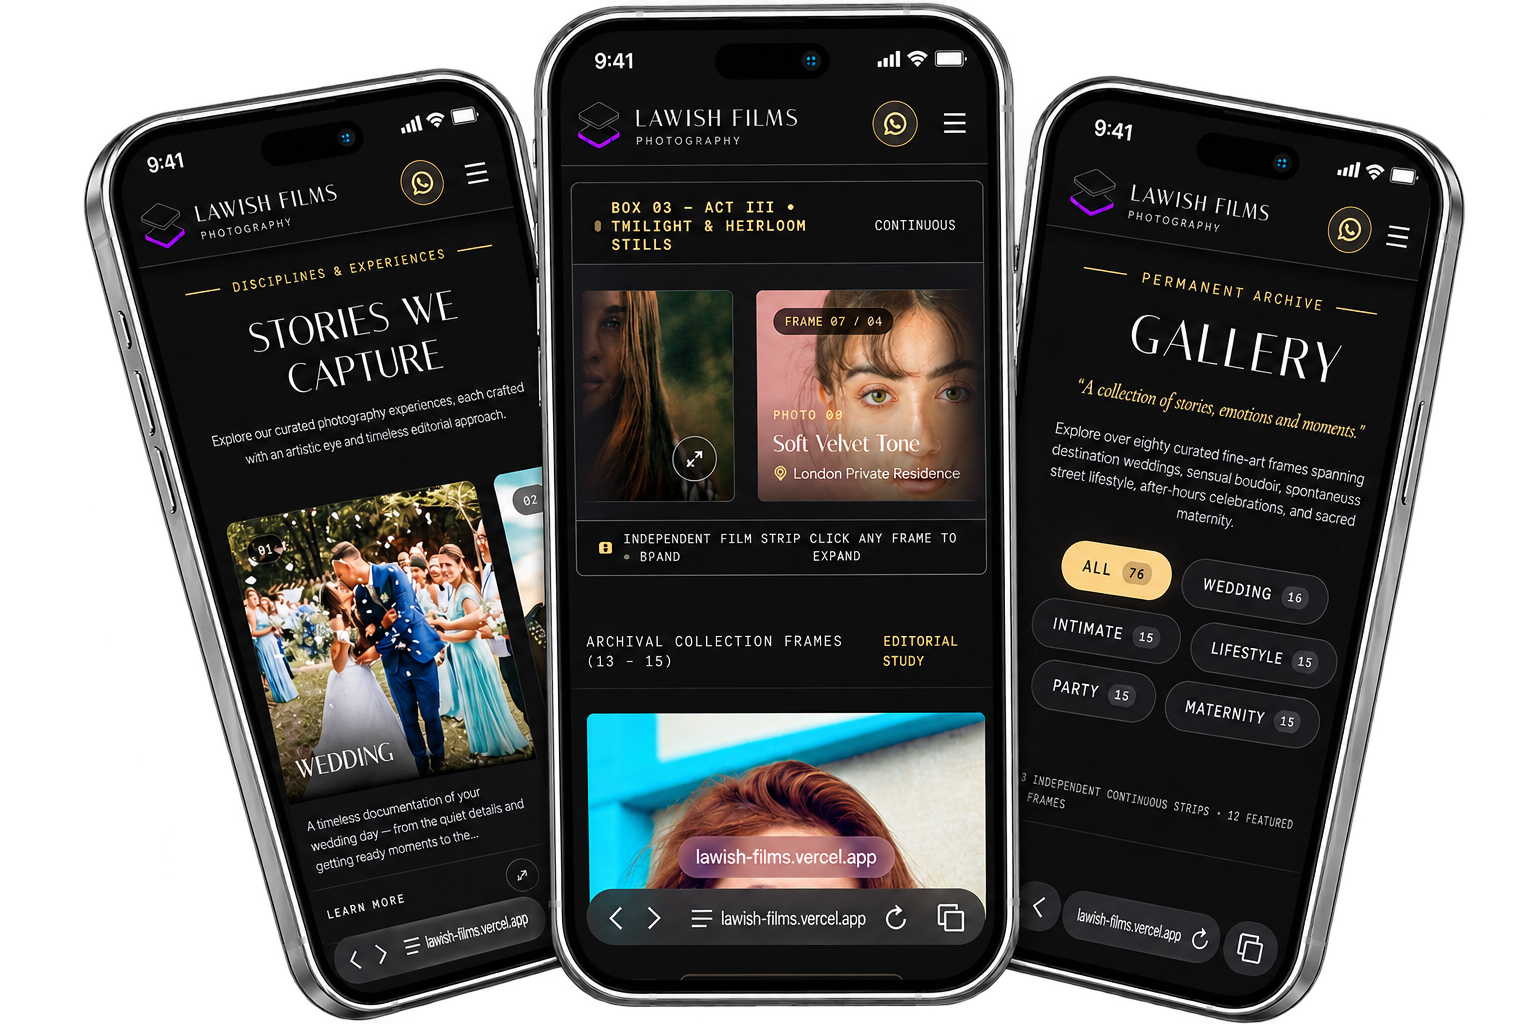 9:41
LAWISH FILMS
PHOTOGRAPHY
DISCIPLINES & EXPERIENCES
STORIES WE
CAPTURE
Explore our curated photography experiences, each crafted
with an artistic eye and timeless editorial approach.
01
02
WEDDING
A timeless documentation of your
wedding day — from the quiet details and
getting ready moments to the...
LEARN MORE
lawish-films.vercel.app
9:41
LAWISH FILMS
PHOTOGRAPHY
BOX 03 – ACT III •
TMILIGHT & HEIRLOOM
STILLS
CONTINUOUS
FRAME 07 / 04
PHOTO 09
Soft Velvet Tone
London Private Residence
INDEPENDENT FILM STRIP CLICK ANY FRAME TO
• BPAND EXPAND
ARCHIVAL COLLECTION FRAMES
(13 – 15)
EDITORIAL
STUDY
lawish-films.vercel.app
lawish-films.vercel.app
9:41
LAWISH FILMS
PHOTOGRAPHY
PERMANENT ARCHIVE
GALLERY
“A collection of stories, emotions and moments.”
Explore over eighty curated fine-art frames spanning
destination weddings, sensual boudoir, spontaneuss
street lifestyle, after-hours celebrations, and sacred
maternity.
ALL 76
WEDDING 16
INTIMATE 15
LIFESTYLE 15
PARTY 15
MATERNITY 15
3 INDEPENDENT CONTINUOUS STRIPS • 12 FEATURED
FRAMES
lawish-films.vercel.app